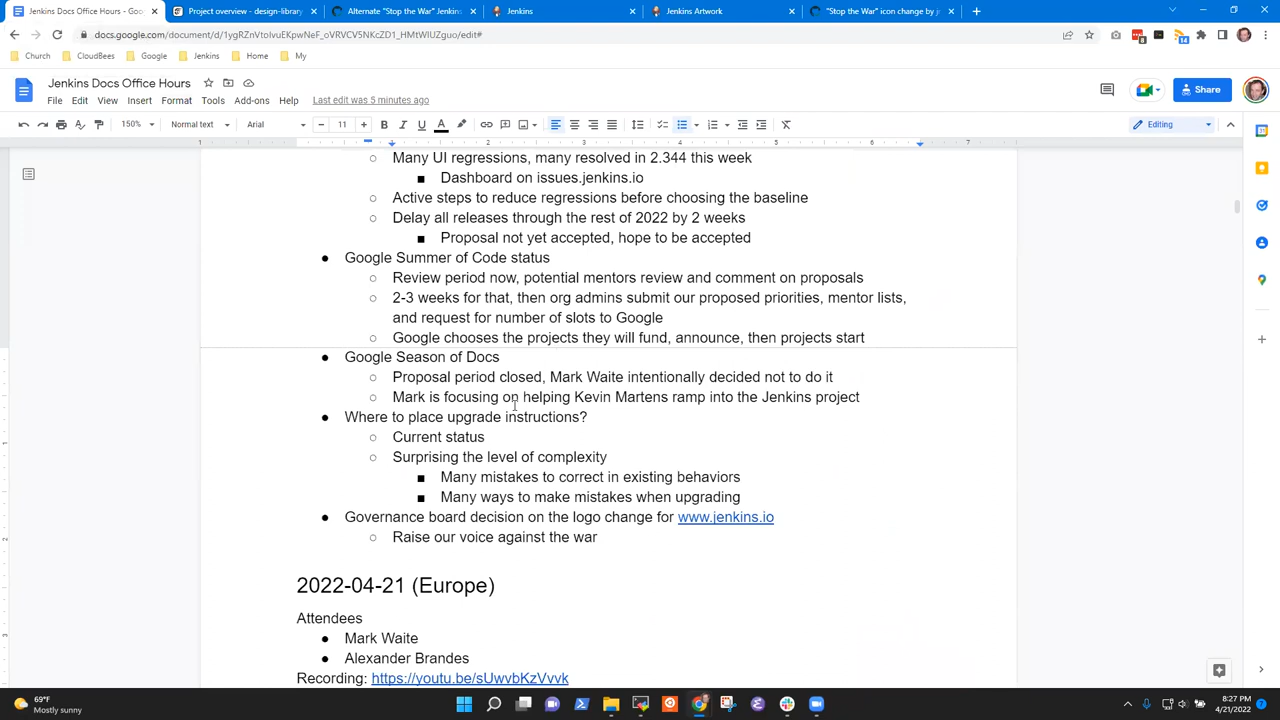 Jenkins Docs Office Hours - Goo
Project overview - design-library
Alternate "Stop the War" Jenkins
Jenkins
Jenkins Artwork
"Stop the War" icon change by j
docs.google.com/document/d/1ygRZnVtoIvuEKpwNeF_oVRVCV5NKcZD1_HMtWIUZguo/edit#
Church
CloudBees
Google
Jenkins
Home
My
Jenkins Docs Office Hours
File Edit View Insert Format Tools Add-ons Help Last edit was 5 minutes ago
Share
150% Normal text Arial 11 Editing
Many UI regressions, many resolved in 2.344 this week
Dashboard on issues.jenkins.io
Active steps to reduce regressions before choosing the baseline
Delay all releases through the rest of 2022 by 2 weeks
Proposal not yet accepted, hope to be accepted
Google Summer of Code status
Review period now, potential mentors review and comment on proposals
2-3 weeks for that, then org admins submit our proposed priorities, mentor lists,
and request for number of slots to Google
Google chooses the projects they will fund, announce, then projects start
Google Season of Docs
Proposal period closed, Mark Waite intentionally decided not to do it
Mark is focusing on helping Kevin Martens ramp into the Jenkins project
Where to place upgrade instructions?
Current status
Surprising the level of complexity
Many mistakes to correct in existing behaviors
Many ways to make mistakes when upgrading
Governance board decision on the logo change for www.jenkins.io
Raise our voice against the war
2022-04-21 (Europe)
Attendees
Mark Waite
Alexander Brandes
Recording: https://youtu.be/sUwvbKzVvvk
69°F
Mostly sunny
8:27 PM
4/21/2022